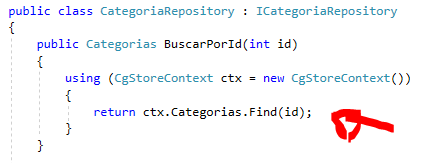 public class CategoriaRepository : ICategoriaRepository
{
public Categorias BuscarPorId(int id)
{
using (CgStoreContext ctx = new CgStoreContext())
{
return ctx.Categorias.Find(id);
}
}